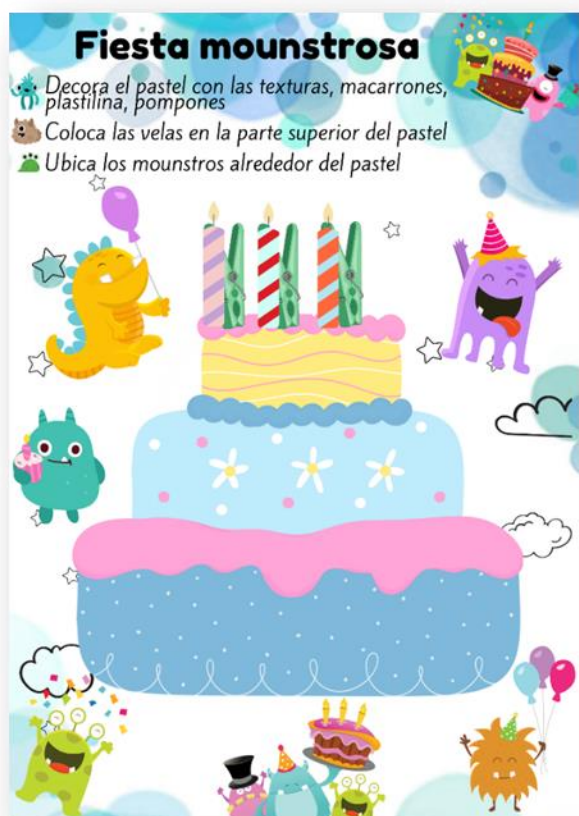 Fiesta mounstrosa
Decora el pastel con las texturas, macarrones,
plastilina, pompones
Coloca las velas en la parte superior del pastel
Ubica los mounstros alrededor del pastel